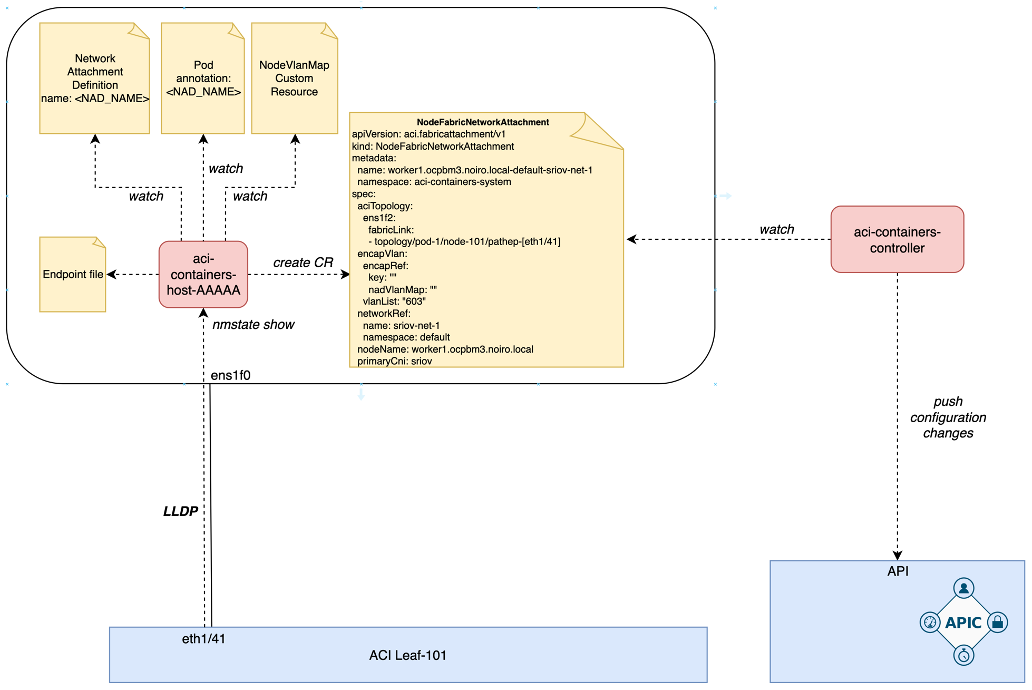 Network
Attachment
Definition
name: <NAD_NAME>
Pod
annotation:
<NAD_NAME>
NodeVlanMap
Custom
Resource
NodeFabricNetworkAttachment
apiVersion: aci.fabricattachment/v1
kind: NodeFabricNetworkAttachment
metadata:
name: worker1.ocpbm3.noiro.local-default-sriov-net-1
namespace: aci-containers-system
spec:
aciTopology:
ens1f2:
fabricLink:
- topology/pod-1/node-101/pathep-[eth1/41]
encapVlan:
encapRef:
key: ""
nadVlanMap: ""
vlanList: "603"
networkRef:
name: sriov-net-1
namespace: default
nodeName: worker1.ocpbm3.noiro.local
primaryCni: sriov
watch
watch
watch
Endpoint file
aci-
containers-
host-AAAAA
create CR
nmstate show
ens1f0
watch
aci-containers-
controller
push
configuration
changes
LLDP
eth1/41
ACI Leaf-101
API
APIC